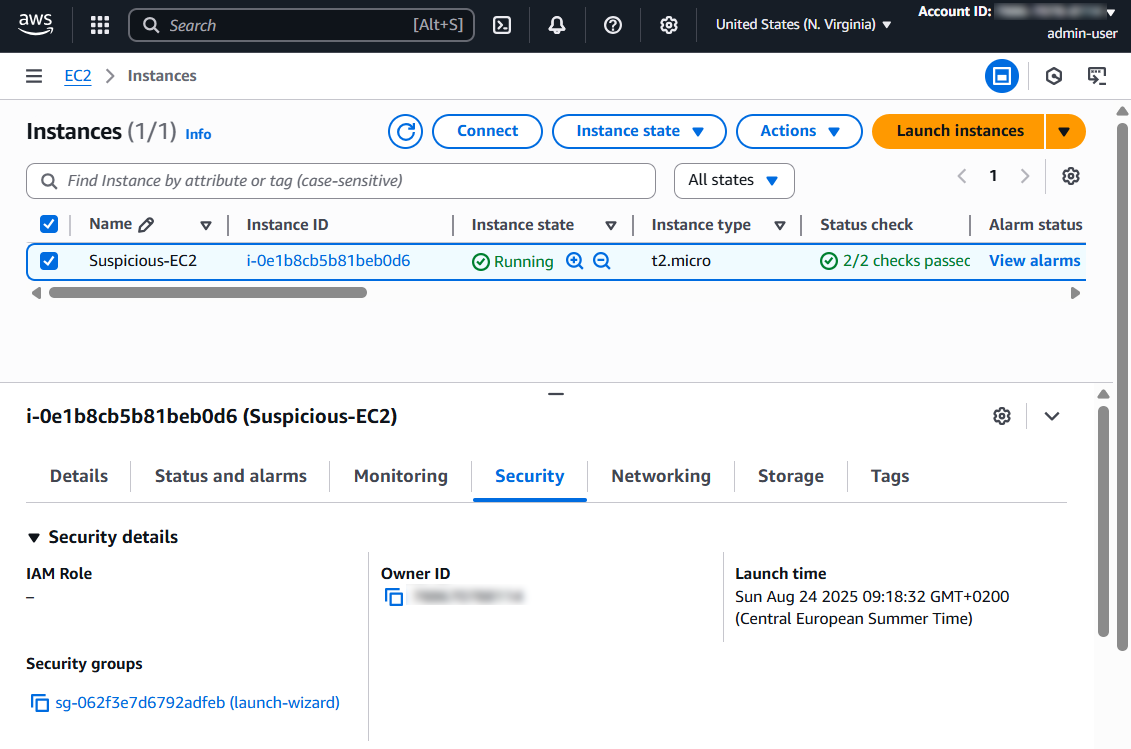 aws
Search [Alt+S]
United States (N. Virginia)
Account ID:
admin-user
EC2 Instances
Instances (1/1) Info
Connect
Instance state
Actions
Launch instances
Find Instance by attribute or tag (case-sensitive)
All states
1
Name Instance ID Instance state Instance type Status check Alarm status
Suspicious-EC2 i-0e1b8cb5b81beb0d6 Running t2.micro 2/2 checks passec View alarms
i-0e1b8cb5b81beb0d6 (Suspicious-EC2)
Details Status and alarms Monitoring Security Networking Storage Tags
Security details
IAM Role
–
Owner ID
Launch time
Sun Aug 24 2025 09:18:32 GMT+0200
(Central European Summer Time)
Security groups
sg-062f3e7d6792adfeb (launch-wizard)